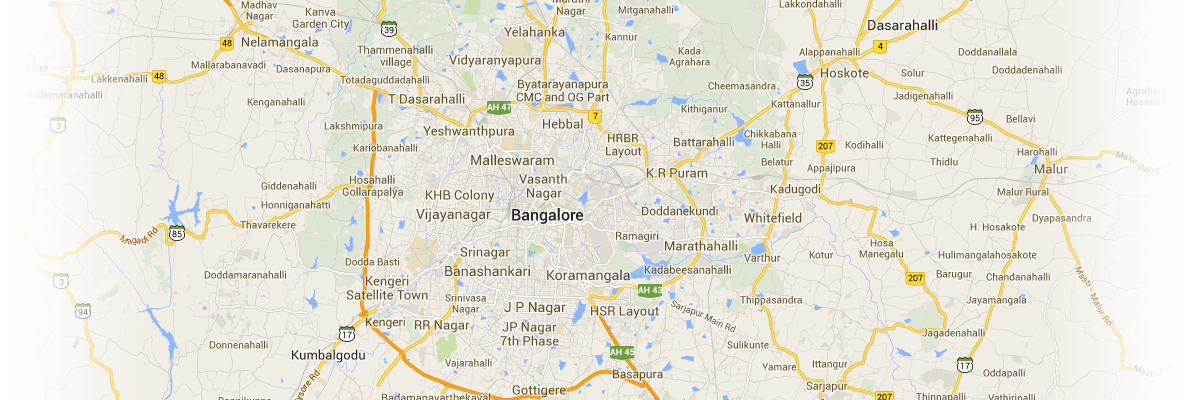 Madhav
Nagar
Kanva
Garden City
39
Maruthi
Nagar
Mitganahalli
Lakkondahalli
Dasarahalli
48
Nelamangala
Yelahanka
Kannur
4
Thammenahalli
village
Vidyaranyapura
Kada
Agrahara
Alappanahalli
Doddanallala
Mallarabanavadi
Dasanapura
Lakkenahalli
48
Totadaguddadahalli
Byatarayanapura
CMC and OG Part
Cheemasandra
35
Hoskote
Solur
Doddadenahalli
Solur
Gudemaranahalli
Kenganahalli
T Dasarahalli
AH 47
Kithiganur
Kattanallur
Jadigenahalli
Agrahara
3
Lakshmipura
Yeshwanthpura
Hebbal
7
95
Bellavi
HRBR
Layout
Battarahalli
Chikkabana
Halli
207
Kodihalli
Kattegenahalli
Kariobanahalli
Malleswaram
Belatur
Appajipura
Thidlu
Harohalli
Malur
Hosahalli
Gollarapalya
Vasanth
Nagar
K.R Puram
Giddenahalli
KHB Colony
Kadugodi
Malur Rural
Honniganahatti
Vijayanagar
Bangalore
Doddanekundi
Whitefield
Dyapasandra
Magadi Rd
85
Thavarekere
Ramagiri
H. Hosakote
Srinagar
Marathahalli
Hosa
Manegalu
Dodda Basti
Varthur
Kotur
Hulimangalahosakote
Doddamaranahalli
Banashankari
Koramangala
Kadabeesanahalli
207
Barugur
Chandanahalli
3
Kengeri
Satellite Town
Srinivasa
Nagar
AH 43
Thippasandra
Jayamangala
Masti - Malur Rd
94
J P Nagar
HSR Layout
Sarjapur Main Rd
17
Kengeri
RR Nagar
JP Nagar
7th Phase
Jagadenahalli
Donnenahalli
Kumbalgodu
AH 45
Sulikunte
Vajarahalli
Yamare
Ittangur
17
Basapura
Oddapalli
Mysore Rd
Gottigere
Sarjapur
207
Thinnapalli
Vathiripalli